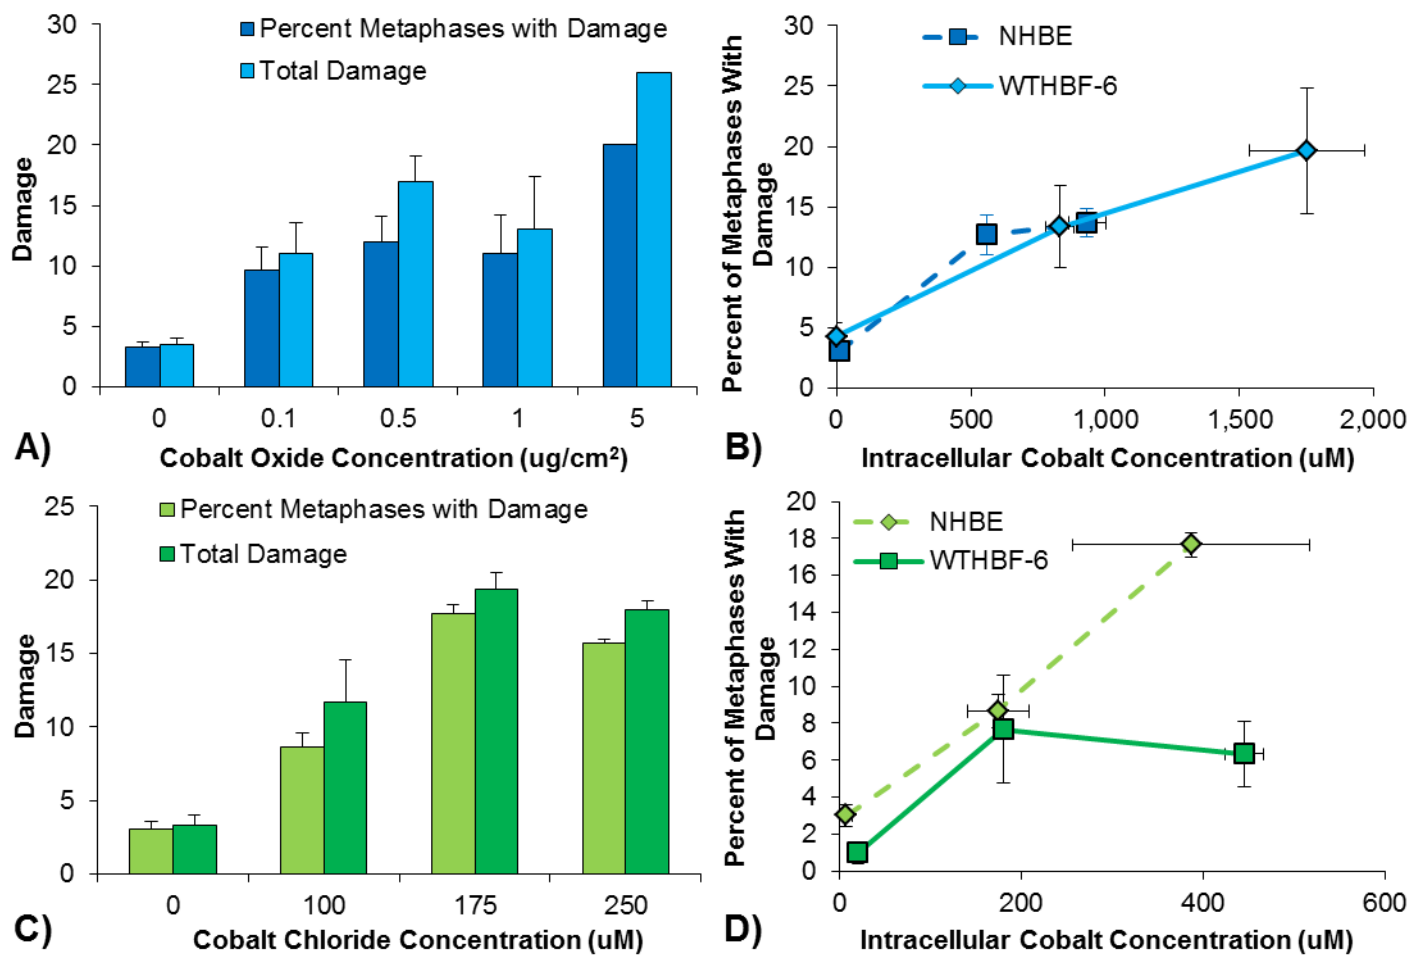 30
25
20
15
10
5
0
Damage
Percent Metaphases with Damage
Total Damage
0 0.1 0.5 1 5
A)
Cobalt Oxide Concentration (ug/cm²)
30
25
20
15
10
5
0
Percent of Metaphases With
Damage
NHBE
WTHBF-6
0 500 1,000 1,500 2,000
B)
Intracellular Cobalt Concentration (uM)
25
20
15
10
5
0
Damage
Percent Metaphases with Damage
Total Damage
0 100 175 250
C)
Cobalt Chloride Concentration (uM)
20
18
16
14
12
10
8
6
4
2
0
Percent of Metaphases With
Damage
NHBE
WTHBF-6
0 200 400 600
D)
Intracellular Cobalt Concentration (uM)